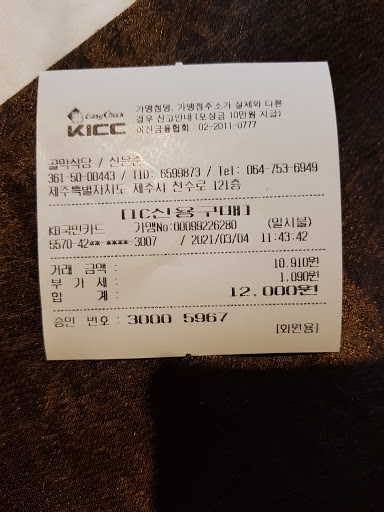 EasyCheck
KICC
가맹점명, 가맹점주소가 실제와 다른
경우 신고안내 (포상금 10만원 지급)
여신금융협회 : 02-2011-0777
골막식당 / 신은순
361-50-00443 / TID: 6599873 / Tel: 064-753-6949
제주특별자치도 제주시 천수로 121층
[IC신용구매]
KB국민카드 가맹No:00099226280 (일시불)
5570-42**-****-3007 / 2021/03/04 11:43:42
거래 금액 : 10,910원
부 가 세 : 1,090원
합 계 : 12,000원
승인 번호 : 3000 5967
[회원용]